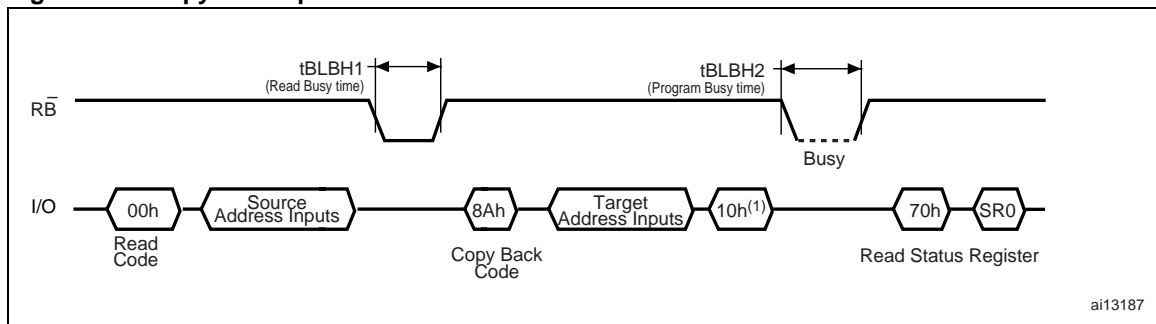 tBLBH1
(Read Busy time)
tBLBH2
(Program Busy time)
RB̅
Busy
I/O
00h
Source
Address Inputs
8Ah
Target
Address Inputs
10h(1)
70h
SR0
Read
Code
Copy Back
Code
Read Status Register
ai13187